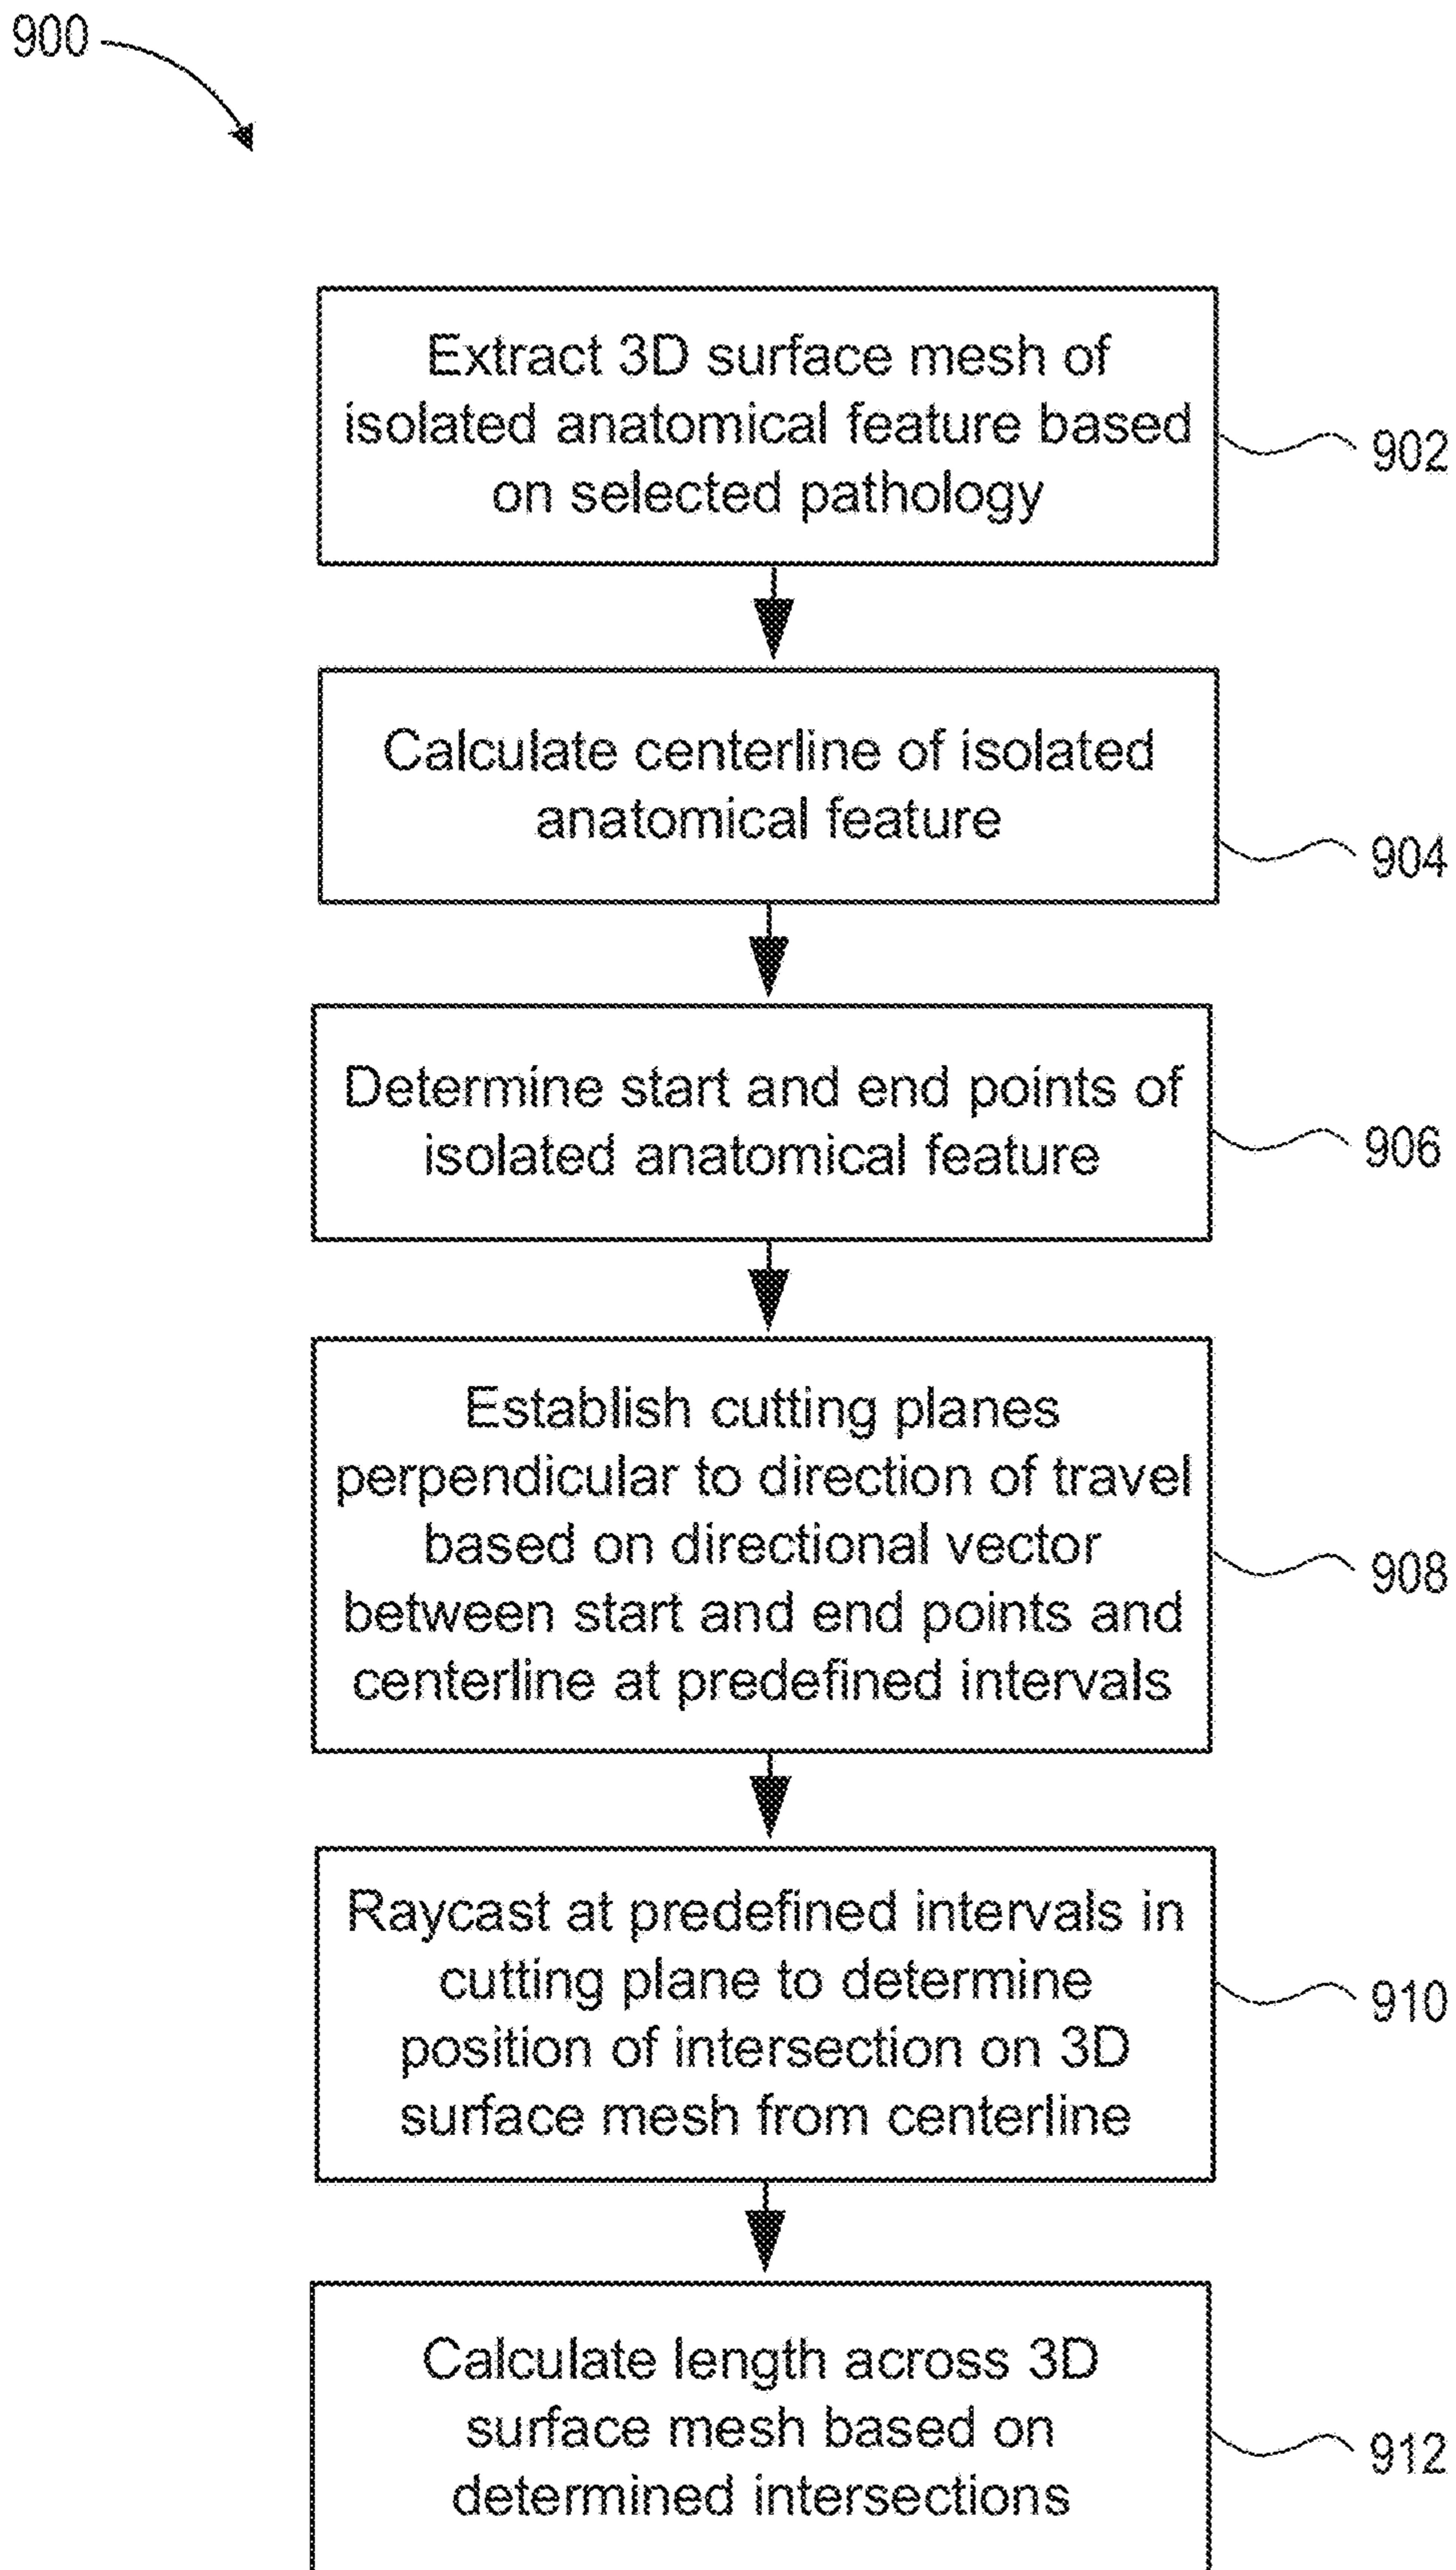 900
Extract 3D surface mesh of
isolated anatomical feature based
on selected pathology
902
Calculate centerline of isolated
anatomical feature
904
Determine start and end points of
isolated anatomical feature
906
Establish cutting planes
perpendicular to direction of travel
based on directional vector
between start and end points and
centerline at predefined intervals
908
Raycast at predefined intervals in
cutting plane to determine
position of intersection on 3D
surface mesh from centerline
910
Calculate length across 3D
surface mesh based on
determined intersections
912